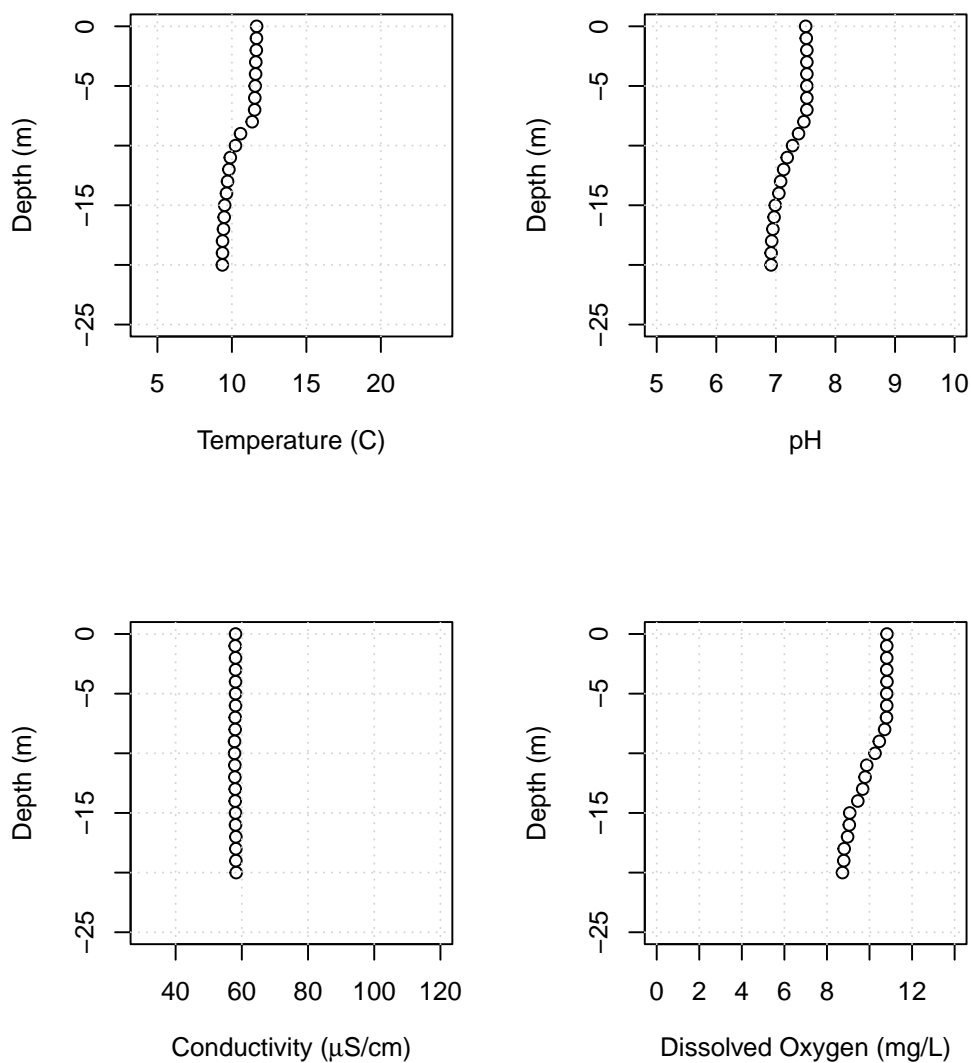 0
−5
−15
−25
Depth (m)
5 10 15 20
Temperature (C)
0
−5
−15
−25
Depth (m)
5 6 7 8 9 10
pH
0
−5
−15
−25
Depth (m)
40 60 80 100 120
Conductivity (μS/cm)
0
−5
−15
−25
Depth (m)
0 2 4 6 8 12
Dissolved Oxygen (mg/L)